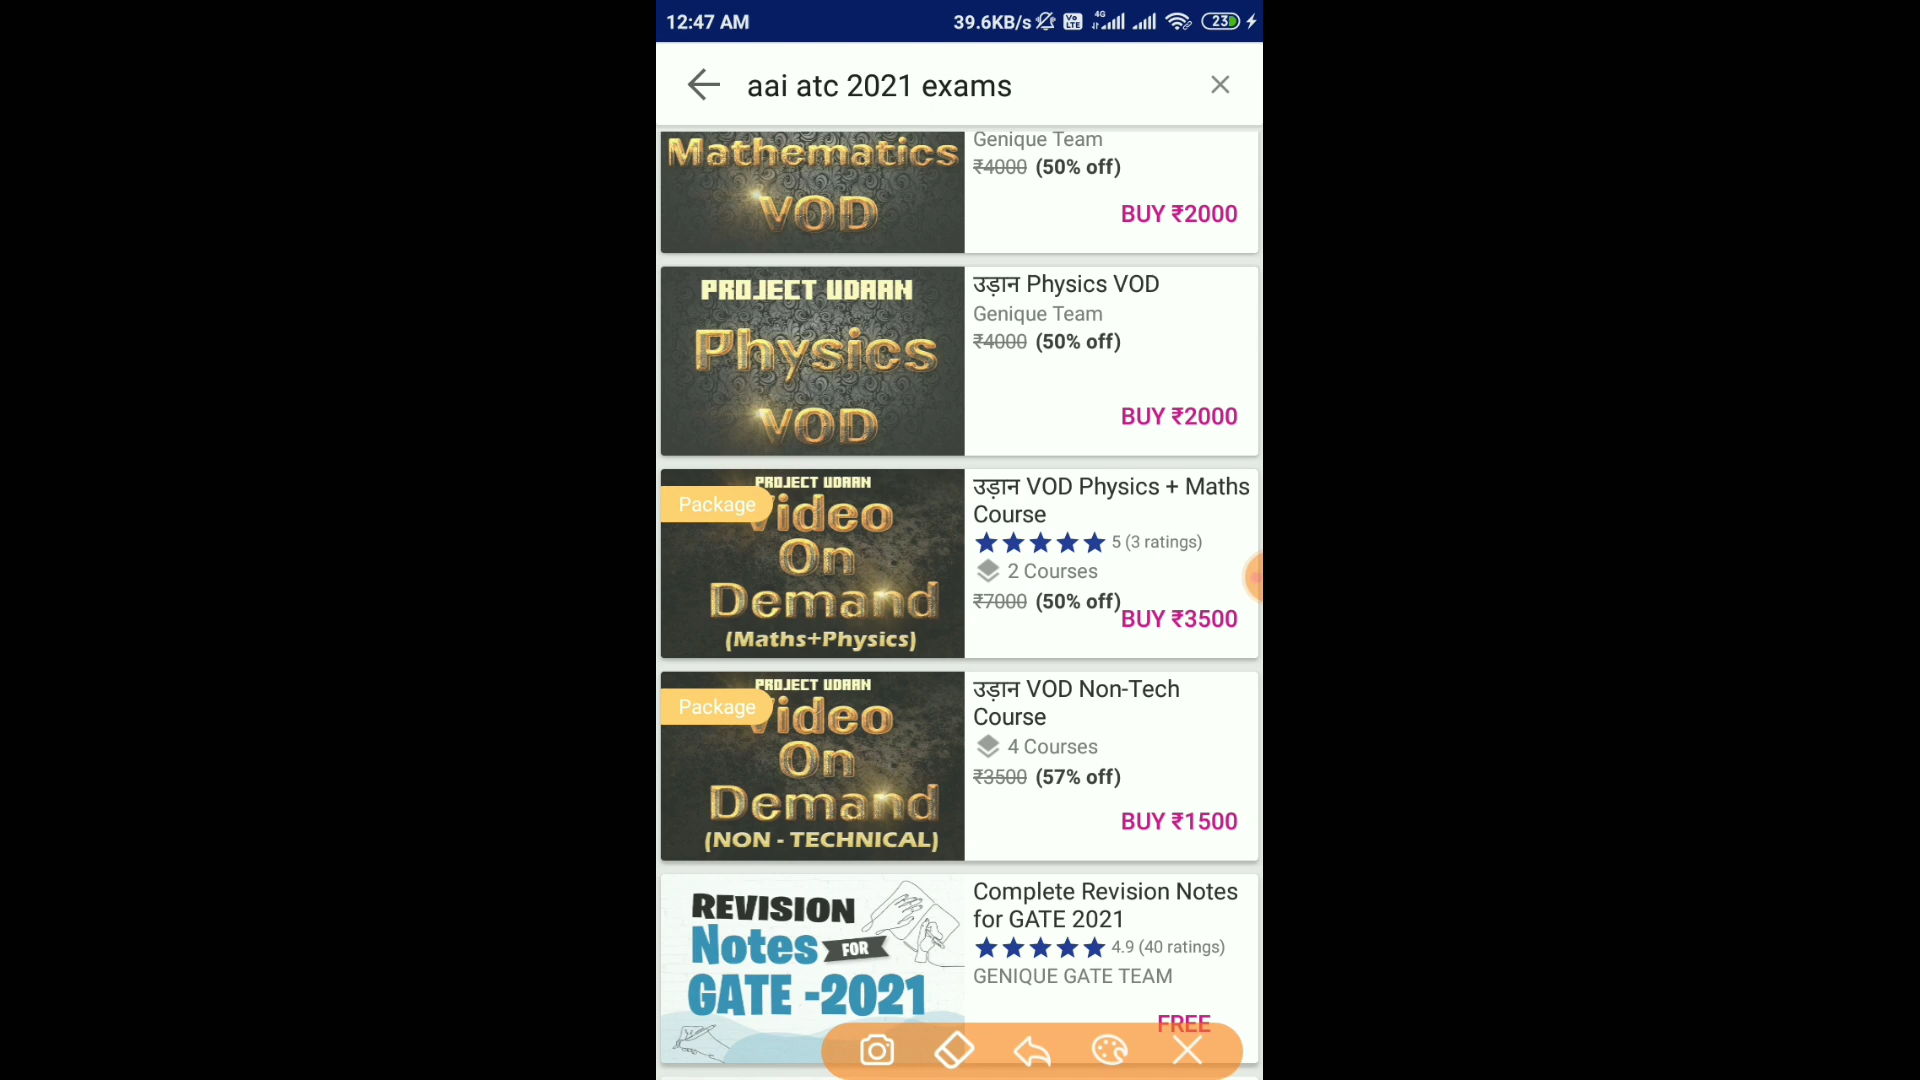 12:47 AM
39.6KB/s
Vo LTE
4G
23
aai atc 2021 exams
Mathematics
VOD
Genique Team
₹4000 (50% off)
BUY ₹2000
PROJECT UDAAN
Physics
VOD
उड़ान Physics VOD
Genique Team
₹4000 (50% off)
BUY ₹2000
Package
PROJECT UDAAN
Video
On
Demand
(Maths+Physics)
उड़ान VOD Physics + Maths
Course
5 (3 ratings)
2 Courses
₹7000 (50% off)
BUY ₹3500
Package
PROJECT UDAAN
Video
On
Demand
(NON - TECHNICAL)
उड़ान VOD Non-Tech
Course
4 Courses
₹3500 (57% off)
BUY ₹1500
REVISION
Notes FOR
GATE -2021
Complete Revision Notes
for GATE 2021
4.9 (40 ratings)
GENIQUE GATE TEAM
FREE